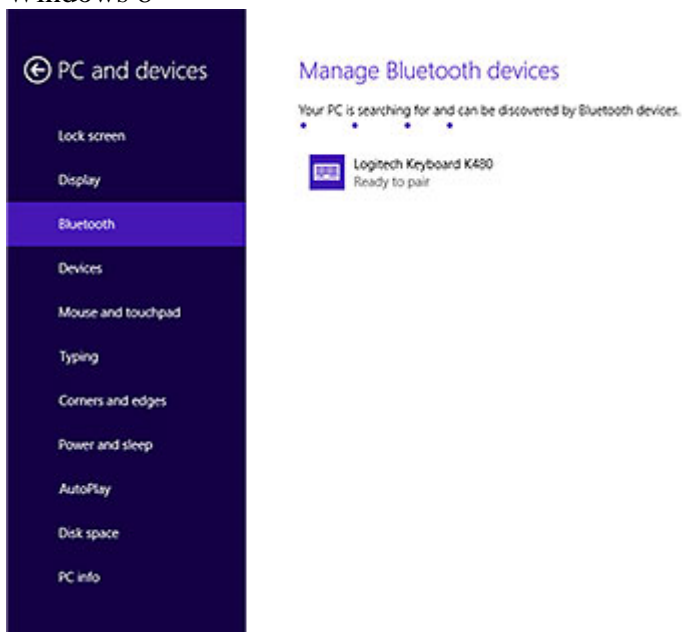 Windows 8
PC and devices
Lock screen
Display
Bluetooth
Devices
Mouse and touchpad
Typing
Corners and edges
Power and sleep
AutoPlay
Disk space
PC info
Manage Bluetooth devices
Your PC is searching for and can be discovered by Bluetooth devices.
Logitech Keyboard K480
Ready to pair